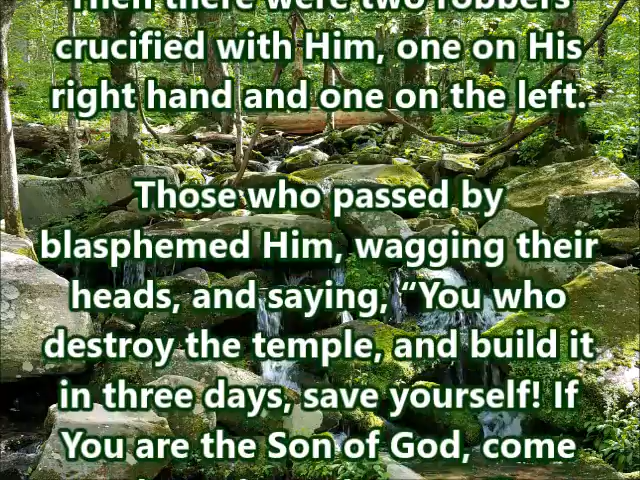 Then there were two robbers
crucified with Him, one on His
right hand and one on the left.
Those who passed by
blasphemed Him, wagging their
heads, and saying, “You who
destroy the temple, and build it
in three days, save yourself! If
You are the Son of God, come